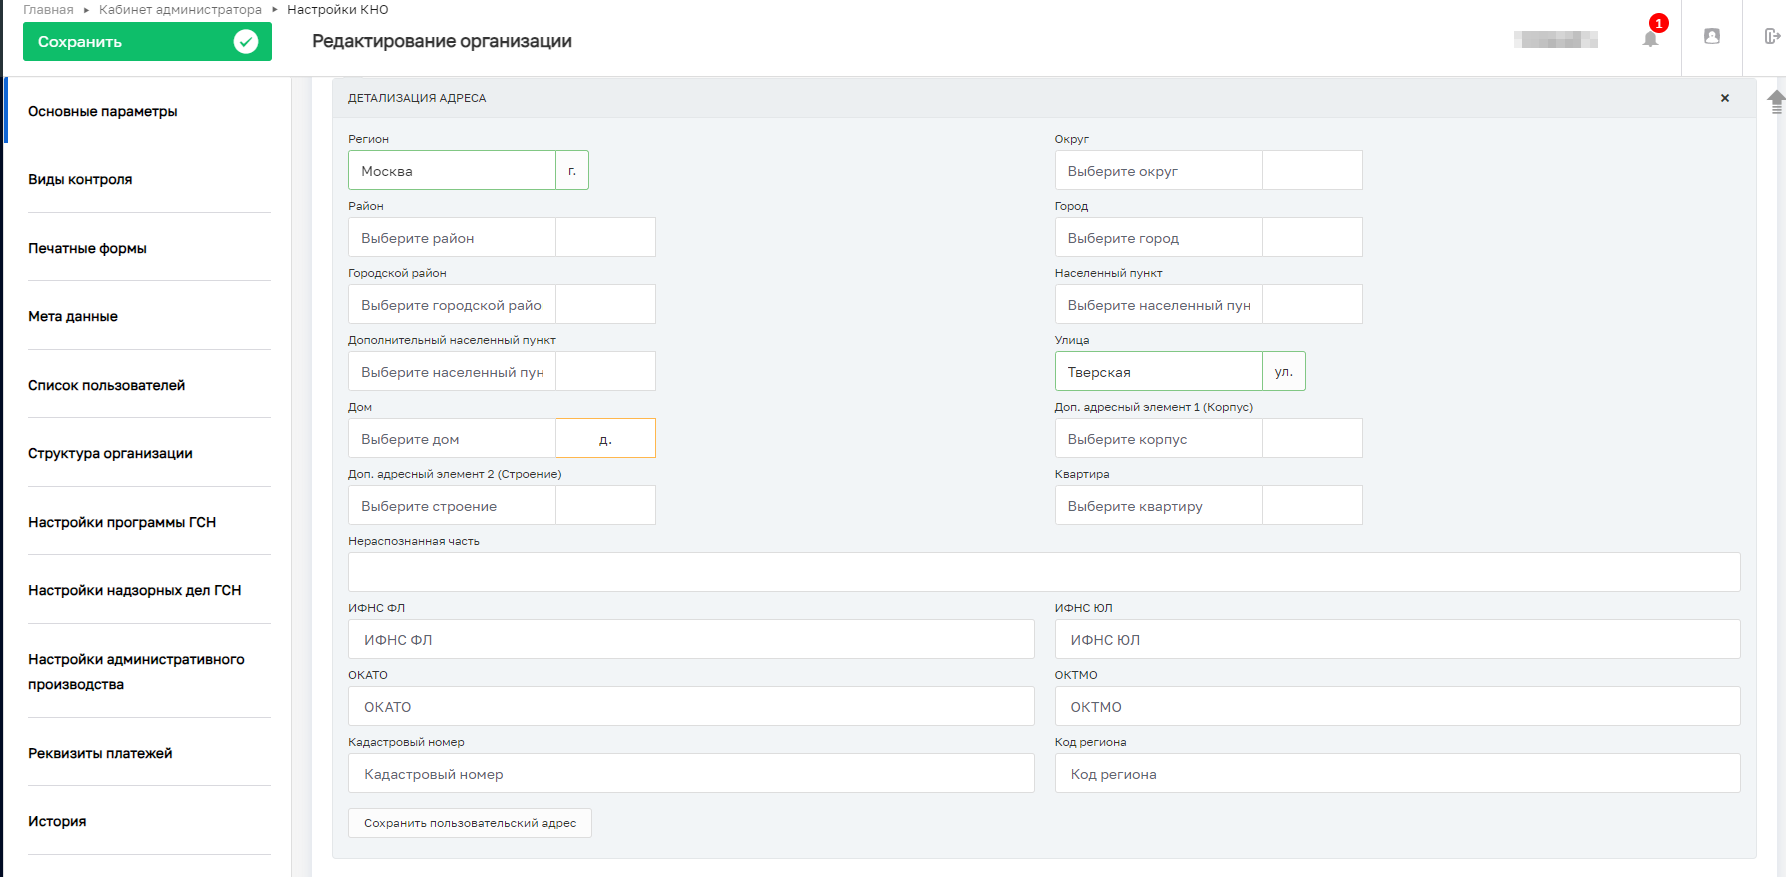 Главная ▸ Кабинет администратора ▸ Настройки КНО
Сохранить
Редактирование организации
1
Основные параметры
Виды контроля
Печатные формы
Мета данные
Список пользователей
Структура организации
Настройки программы ГСН
Настройки надзорных дел ГСН
Настройки административного
производства
Реквизиты платежей
История
ДЕТАЛИЗАЦИЯ АДРЕСА
Регион
Москва г.
Округ
Выберите округ
Район
Выберите район
Город
Выберите город
Городской район
Выберите городской райо
Населенный пункт
Выберите населенный пун
Дополнительный населенный пункт
Выберите населенный пун
Улица
Тверская ул.
Дом
Выберите дом д.
Доп. адресный элемент 1 (Корпус)
Выберите корпус
Доп. адресный элемент 2 (Строение)
Выберите строение
Квартира
Выберите квартиру
Нераспознанная часть
ИФНС ФЛ
ИФНС ФЛ
ИФНС ЮЛ
ИФНС ЮЛ
ОКАТО
ОКАТО
ОКТМО
ОКТМО
Кадастровый номер
Кадастровый номер
Код региона
Код региона
Сохранить пользовательский адрес